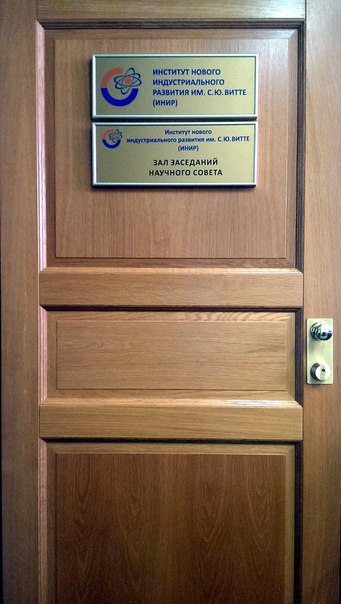 ИНСТИТУТ НОВОГО
ИНДУСТРИАЛЬНОГО
РАЗВИТИЯ ИМ. С.Ю.ВИТТЕ
(ИНИР)
Институт нового
индустриального развития им. С.Ю.ВИТТЕ
(ИНИР)
ЗАЛ ЗАСЕДАНИЙ
НАУЧНОГО СОВЕТА